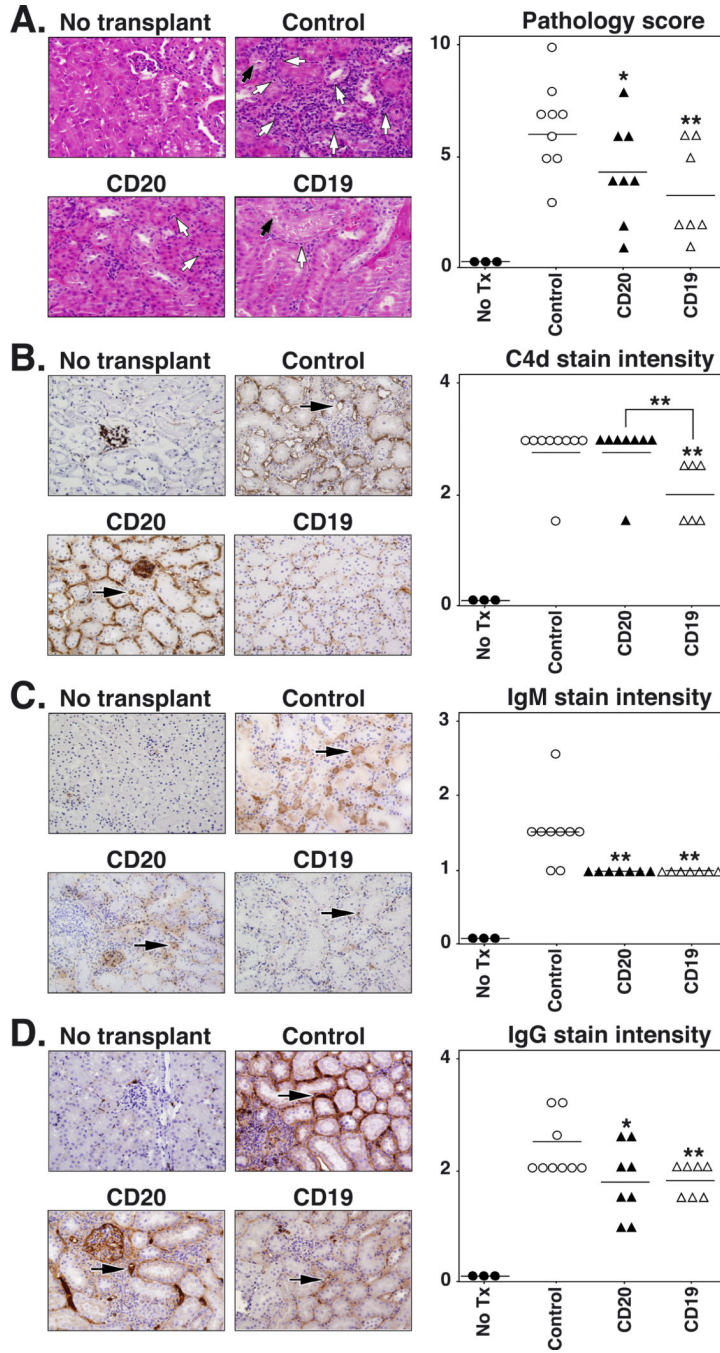 A.
No transplant
Control
Pathology score
CD20
CD19
10
5
0
*
**
No Tx
Control
CD20
CD19
B.
No transplant
Control
C4d stain intensity
CD20
CD19
4
2
0
**
**
No Tx
Control
CD20
CD19
C.
No transplant
Control
IgM stain intensity
CD20
CD19
3
2
1
0
**
**
No Tx
Control
CD20
CD19
D.
No transplant
Control
IgG stain intensity
CD20
CD19
4
2
0
*
**
No Tx
Control
CD20
CD19